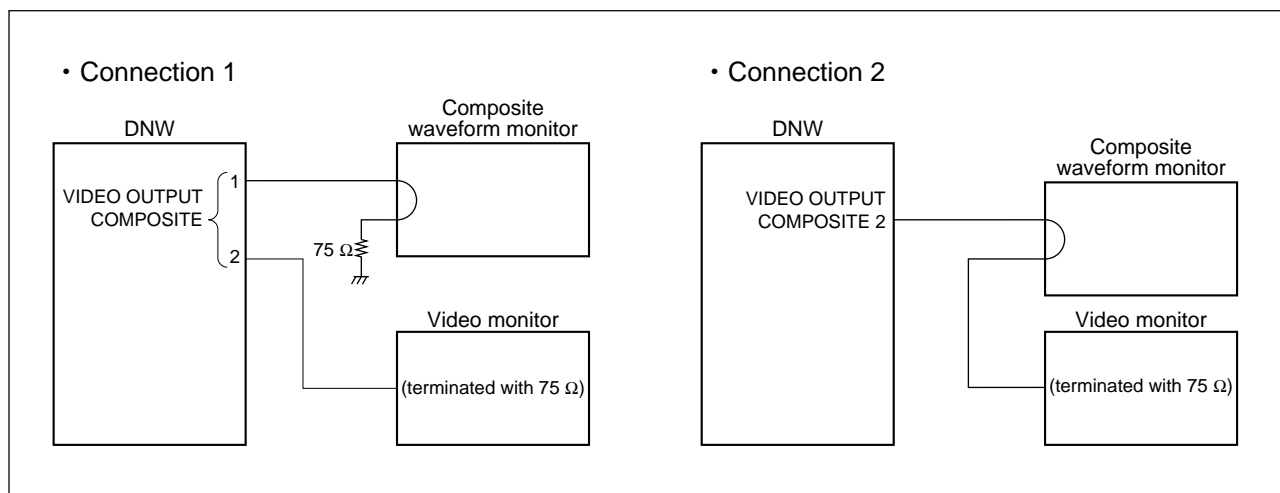 ・Connection 1
DNW
VIDEO OUTPUT
COMPOSITE
1
2
75 Ω
Composite
waveform monitor
Video monitor
(terminated with 75 Ω)
・Connection 2
DNW
VIDEO OUTPUT
COMPOSITE 2
Composite
waveform monitor
Video monitor
(terminated with 75 Ω)